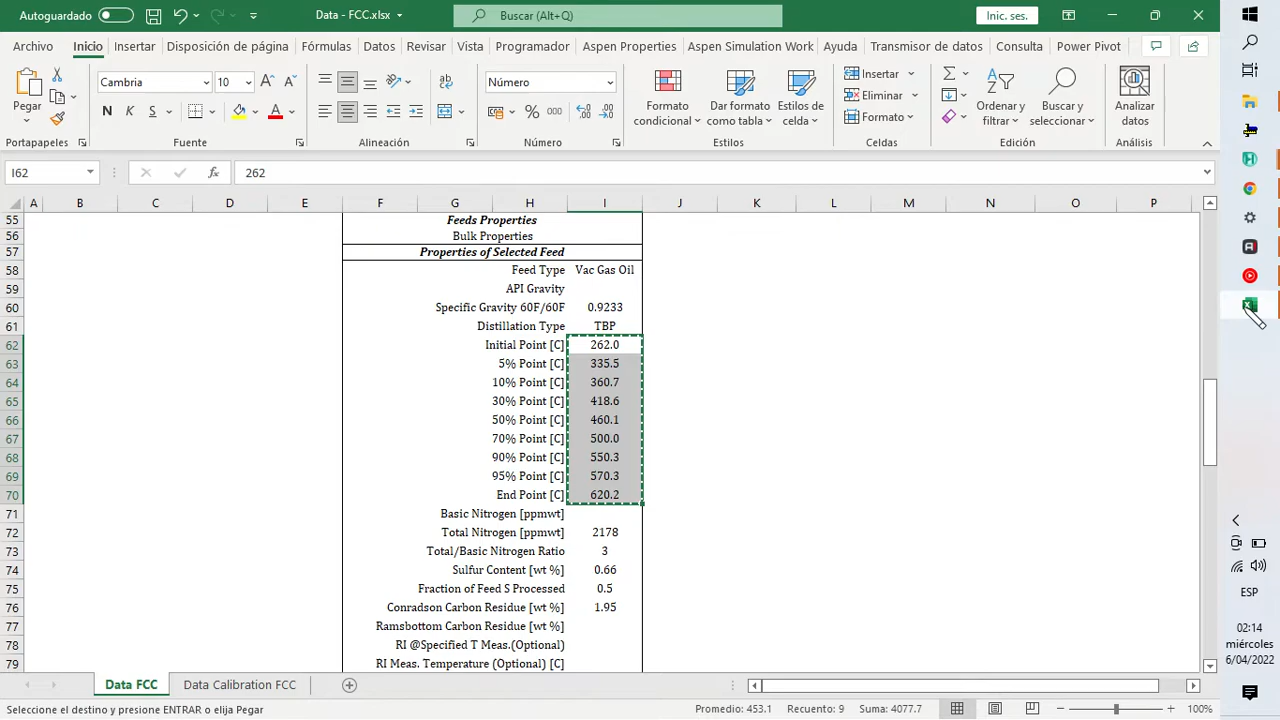 Autoguardado Data - FCC.xlsx Buscar (Alt+Q) Inic. ses.
Archivo Inicio Insertar Disposición de página Fórmulas Datos Revisar Vista Programador Aspen Properties Aspen Simulation Work Ayuda Transmisor de datos Consulta Power Pivot
Pegar Cambria 10 Número Formato condicional Dar formato como tabla Estilos de celda Insertar Eliminar Formato Ordenar y filtrar Buscar y seleccionar Analizar datos
N K S A % 000
Portapapeles Fuente Alineación Número Estilos Celdas Edición Análisis
I62 fx 262
A B C D E F G H I J K L M N O P
55 Feeds Properties
56 Bulk Properties
57 Properties of Selected Feed
58 Feed Type Vac Gas Oil
59 API Gravity
60 Specific Gravity 60F/60F 0.9233
61 Distillation Type TBP
62 Initial Point [C] 262.0
63 5% Point [C] 335.5
64 10% Point [C] 360.7
65 30% Point [C] 418.6
66 50% Point [C] 460.1
67 70% Point [C] 500.0
68 90% Point [C] 550.3
69 95% Point [C] 570.3
70 End Point [C] 620.2
71 Basic Nitrogen [ppmwt]
72 Total Nitrogen [ppmwt] 2178
73 Total/Basic Nitrogen Ratio 3
74 Sulfur Content [wt %] 0.66
75 Fraction of Feed S Processed 0.5
76 Conradson Carbon Residue [wt %] 1.95
77 Ramsbottom Carbon Residue [wt %]
78 RI @Specified T Meas.(Optional)
79 RI Meas. Temperature (Optional) [C]
Data FCC Data Calibration FCC
Seleccione el destino y presione ENTRAR o elija Pegar Promedio: 453.1 Recuento: 9 Suma: 4077.7 100%
ESP
02:14
miércoles
6/04/2022